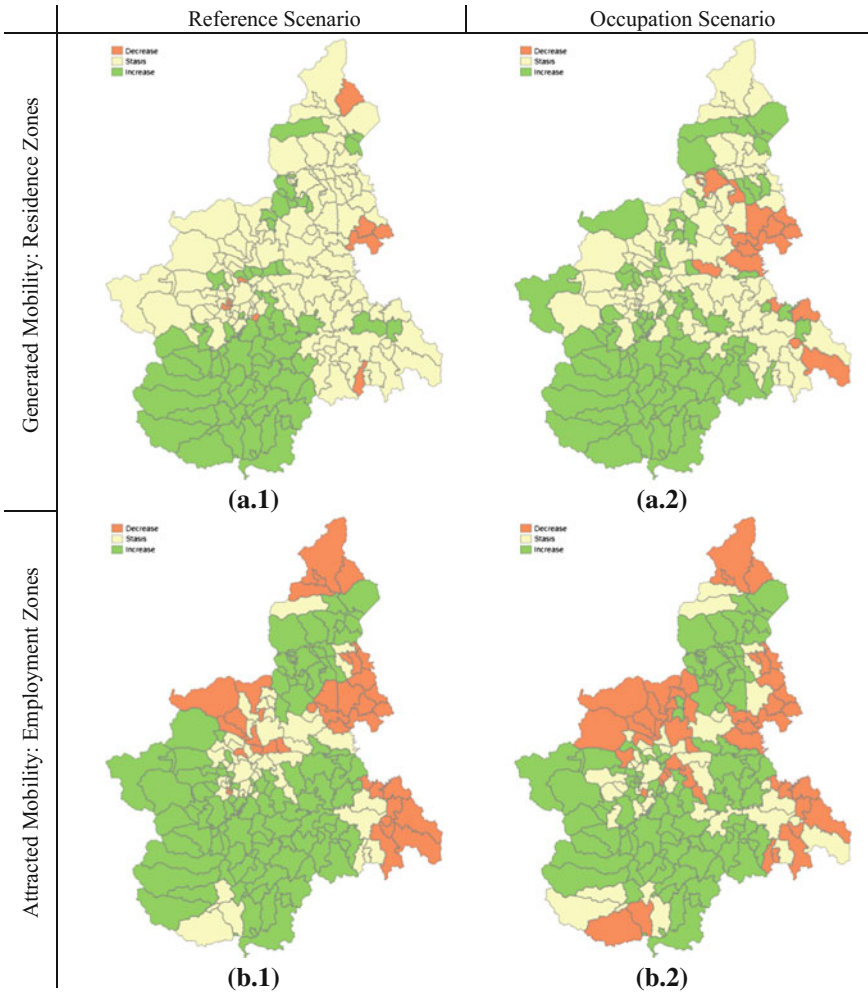 Reference Scenario
Occupation Scenario
Generated Mobility: Residence Zones
Decrease
Stasis
Increase
(a.1)
Decrease
Stasis
Increase
(a.2)
Attracted Mobility: Employment Zones
Decrease
Stasis
Increase
(b.1)
Decrease
Stasis
Increase
(b.2)